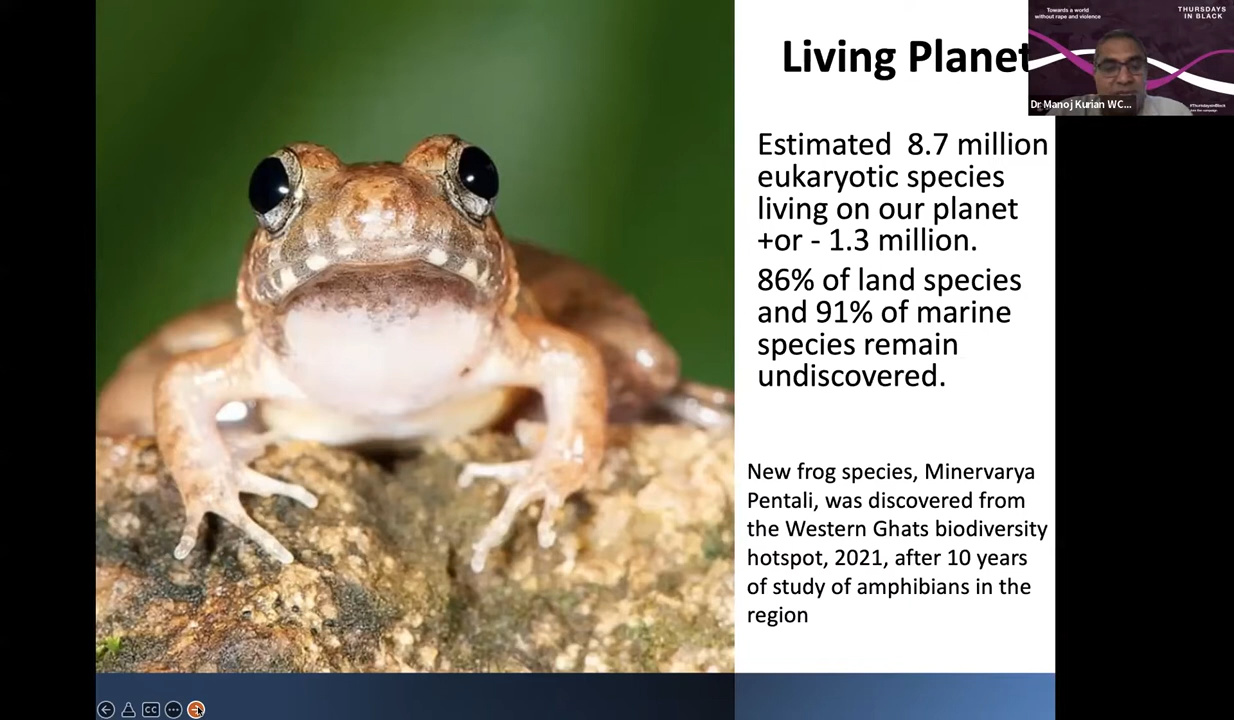 Living Planet
Estimated  8.7 million
eukaryotic species
living on our planet
+or - 1.3 million.
86% of land species
and 91% of marine
species remain
undiscovered.
New frog species, Minervarya
Pentali, was discovered from
the Western Ghats biodiversity
hotspot, 2021, after 10 years
of study of amphibians in the
region
Towards a world
without rape and violence
THURSDAYS
IN BLACK
Dr Manoj Kurian WC...
#ThursdaysinBlack
CC